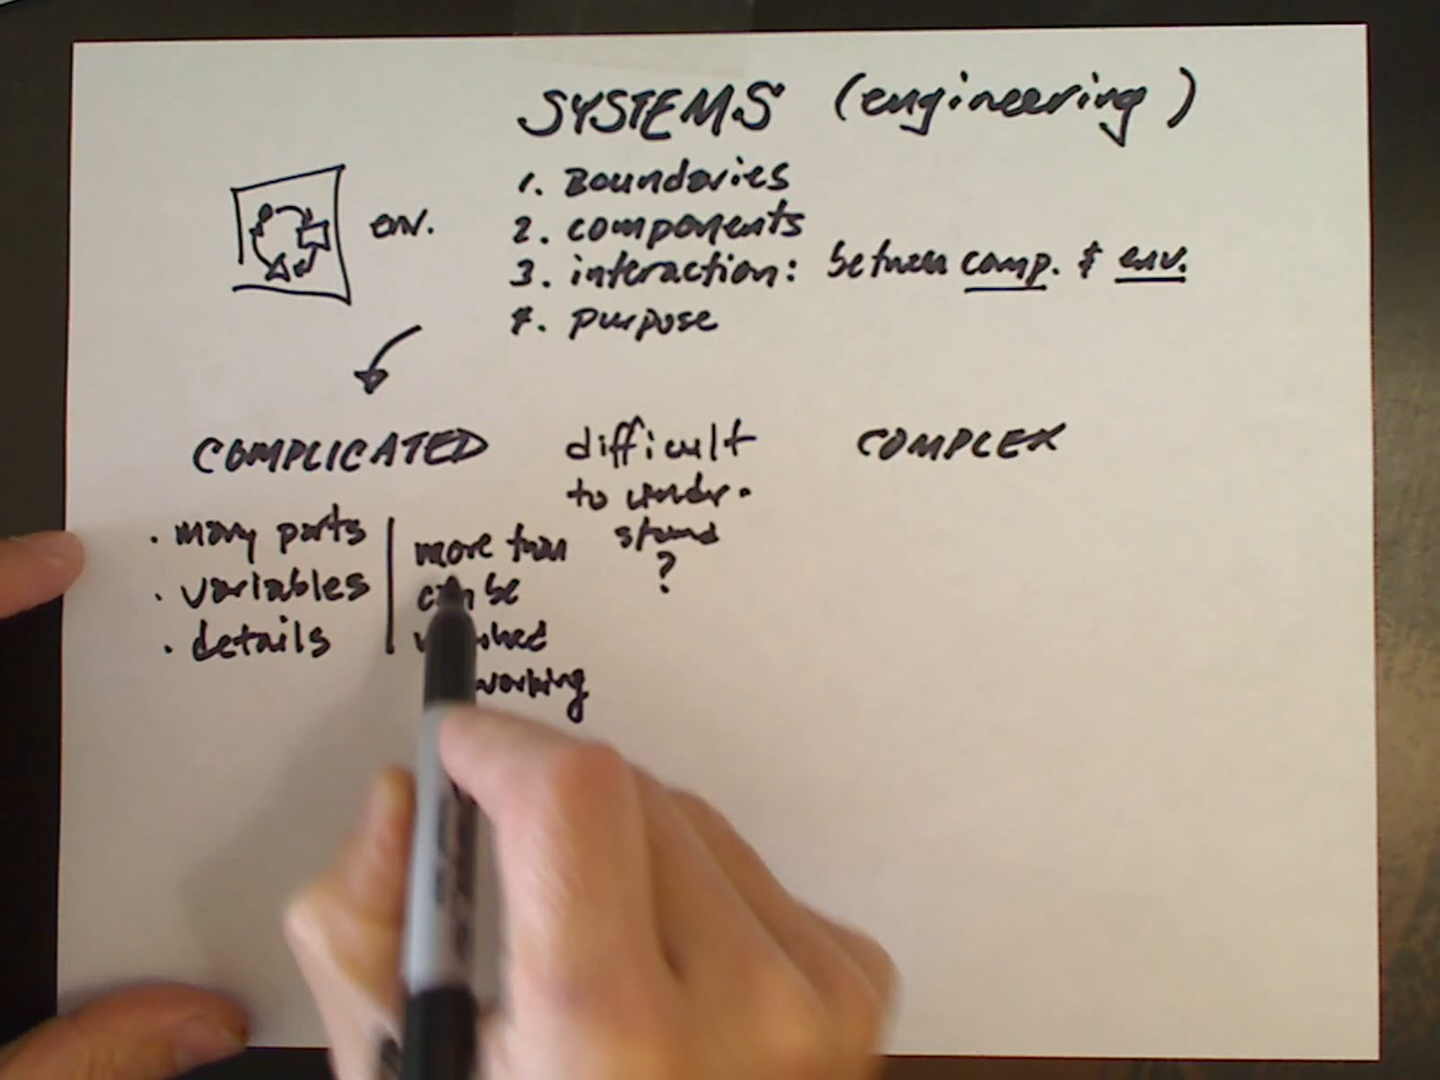 SYSTEMS (engineering)
1. Boundaries
env.
2. components
3. interaction: between comp. & env.
4. purpose
COMPLICATED
difficult
to under-
stand
?
COMPLEX
· many parts
· variables
· details
more than
can be
working